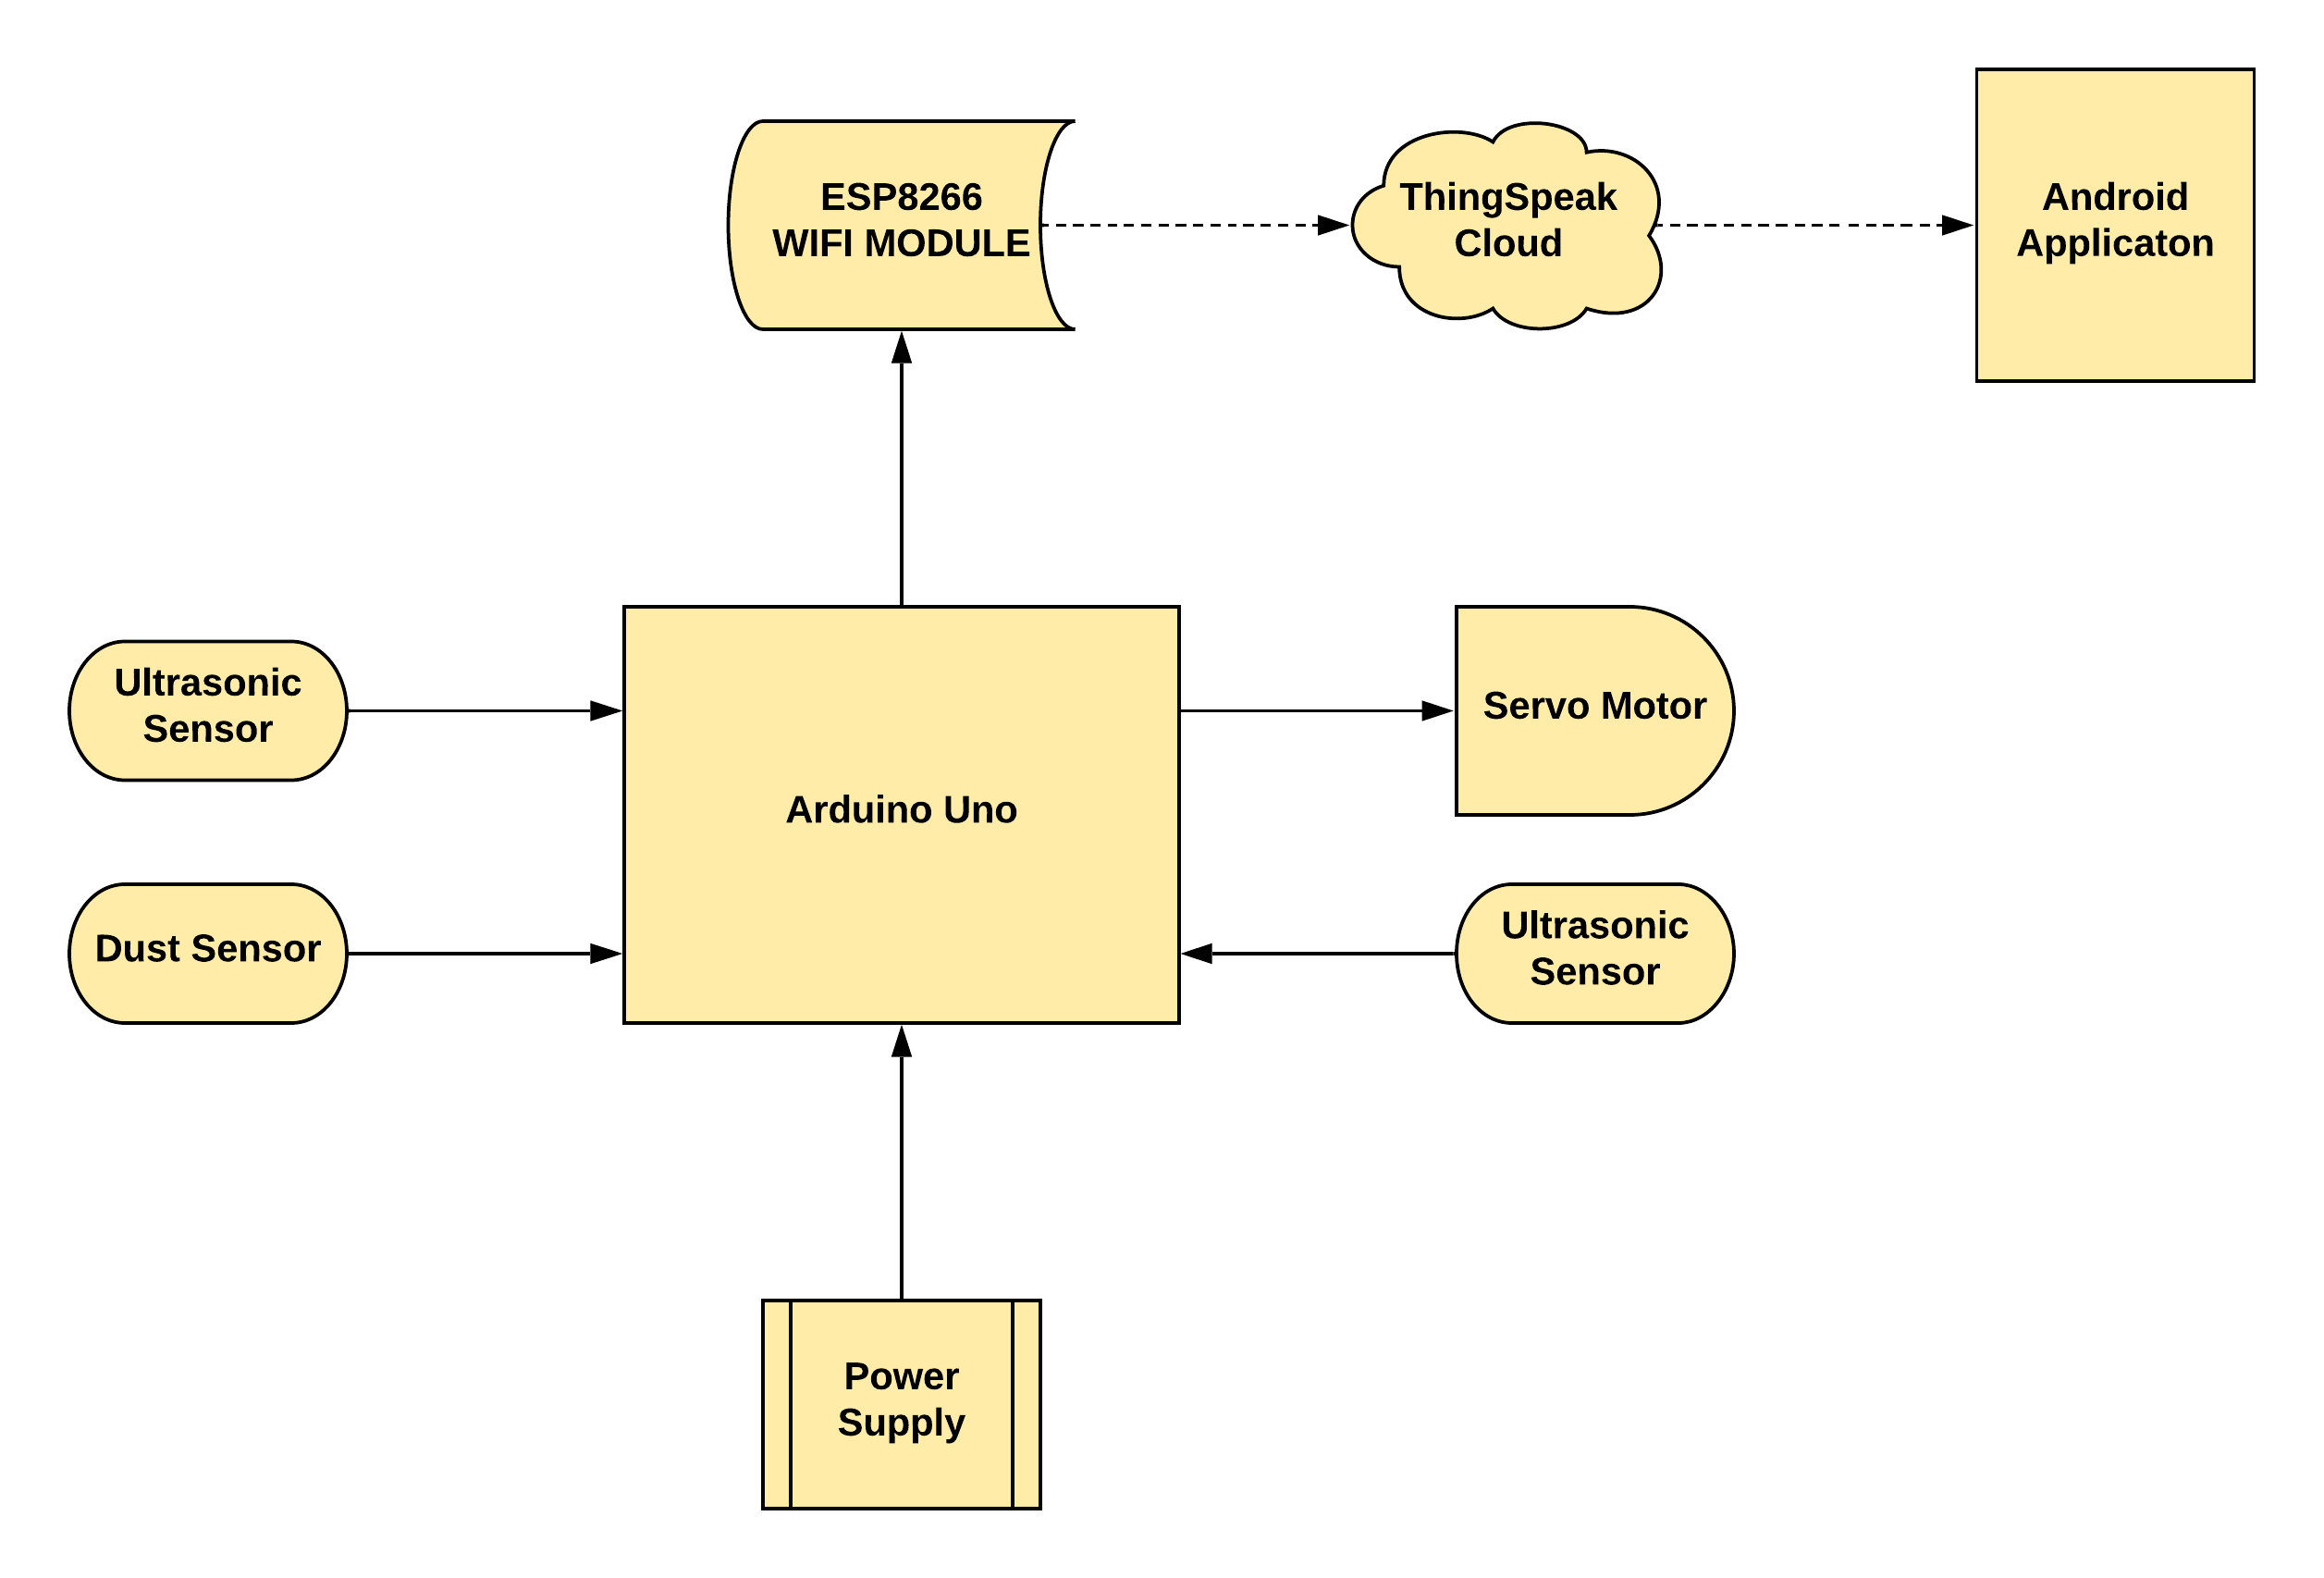 ESP8266
WIFI MODULE
ThingSpeak
Cloud
Android
Applicaton
Ultrasonic
Sensor
Servo Motor
Arduino Uno
Dust Sensor
Ultrasonic
Sensor
Power
Supply